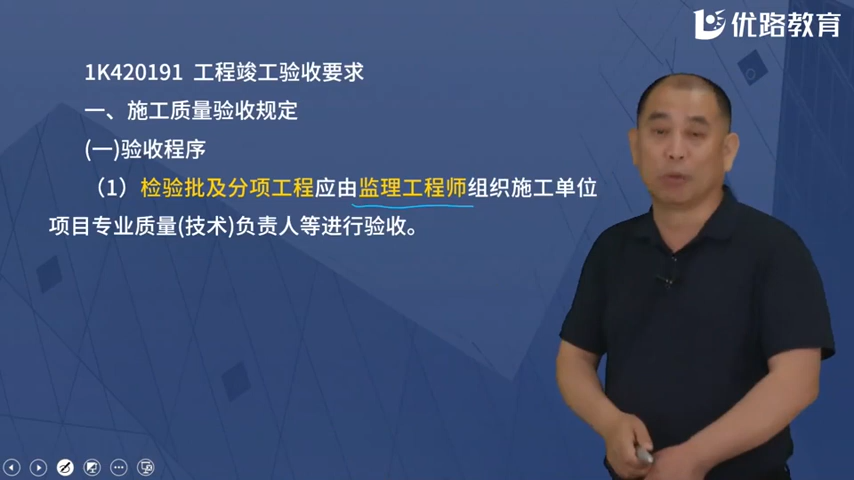 优路教育
1K420191 工程竣工验收要求
一、施工质量验收规定
(一)验收程序
（1）检验批及分项工程应由监理工程师组织施工单位
项目专业质量(技术)负责人等进行验收。